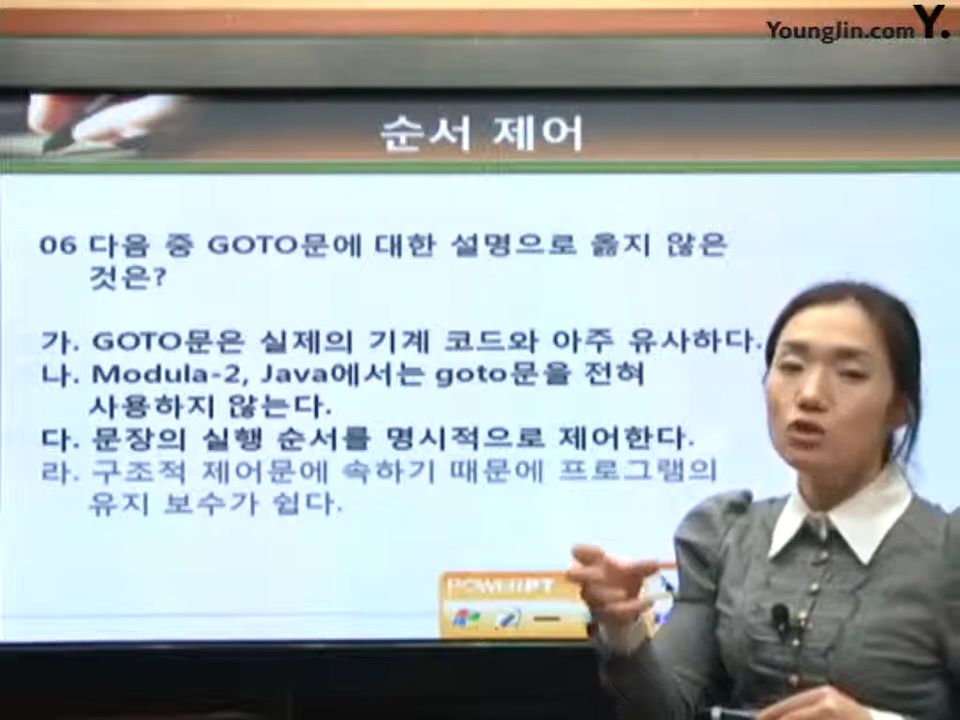 YoungJin.com Y.
순서 제어
06 다음 중 GOTO문에 대한 설명으로 옳지 않은
것은?
가. GOTO문은 실제의 기계 코드와 아주 유사하다.
나. Modula-2, Java에서는 goto문을 전혀
사용하지 않는다.
다. 문장의 실행 순서를 명시적으로 제어한다.
라. 구조적 제어문에 속하기 때문에 프로그램의
유지 보수가 쉽다.
POWERPT